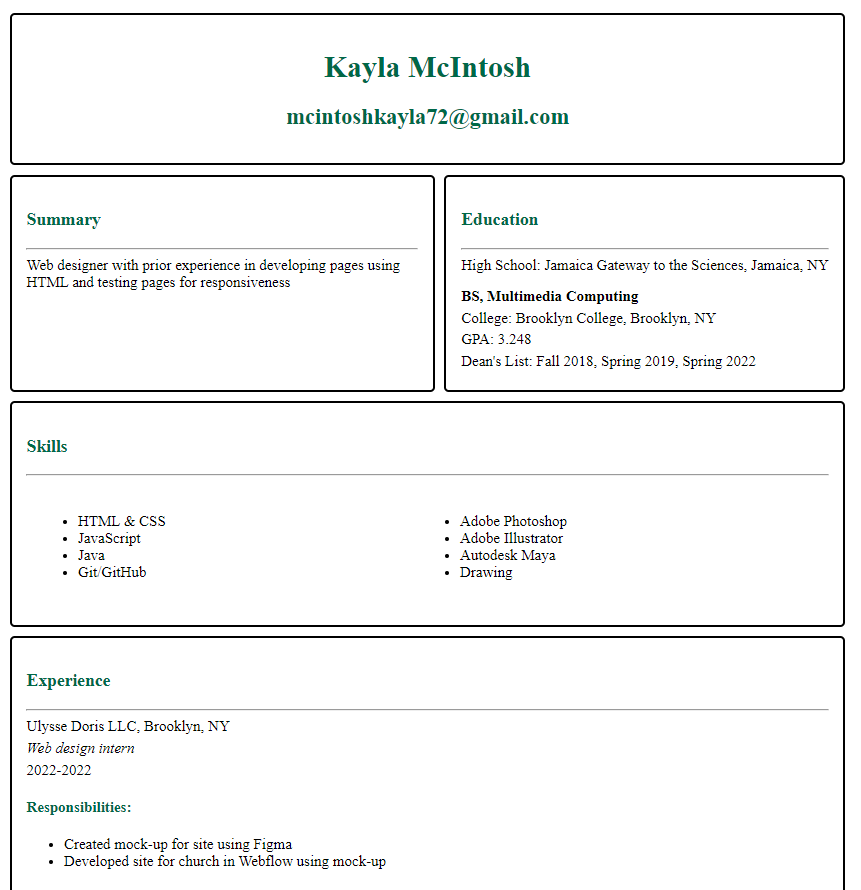 Kayla McIntosh
mcintoshkayla72@gmail.com
Summary
Web designer with prior experience in developing pages using
HTML and testing pages for responsiveness
Education
High School: Jamaica Gateway to the Sciences, Jamaica, NY
BS, Multimedia Computing
College: Brooklyn College, Brooklyn, NY
GPA: 3.248
Dean's List: Fall 2018, Spring 2019, Spring 2022
Skills
• HTML & CSS
• JavaScript
• Java
• Git/GitHub
• Adobe Photoshop
• Adobe Illustrator
• Autodesk Maya
• Drawing
Experience
Ulysse Doris LLC, Brooklyn, NY
Web design intern
2022-2022
Responsibilities:
• Created mock-up for site using Figma
• Developed site for church in Webflow using mock-up